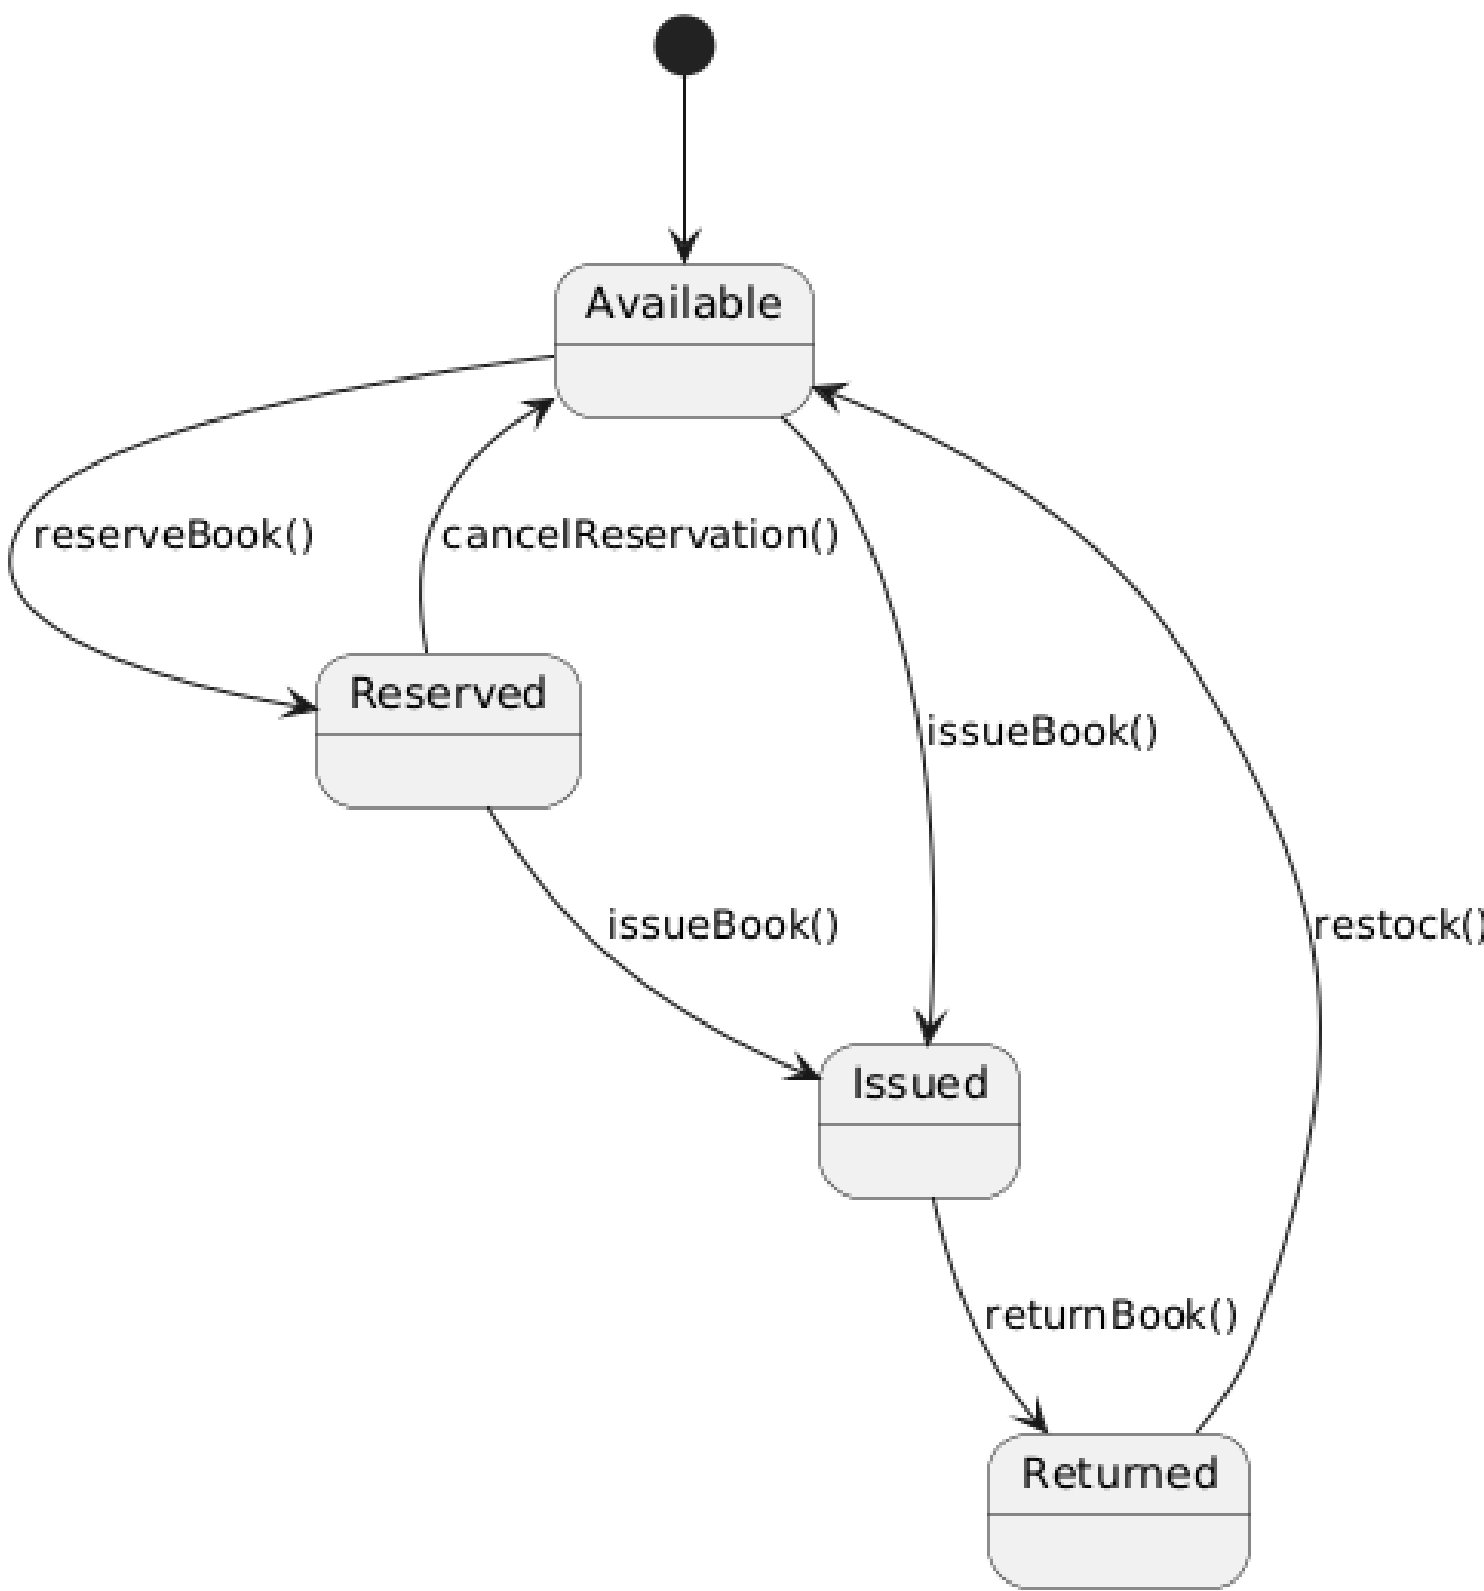 Available
reserveBook()
cancelReservation()
Reserved
issueBook()
issueBook()
restock()
Issued
returnBook()
Returned